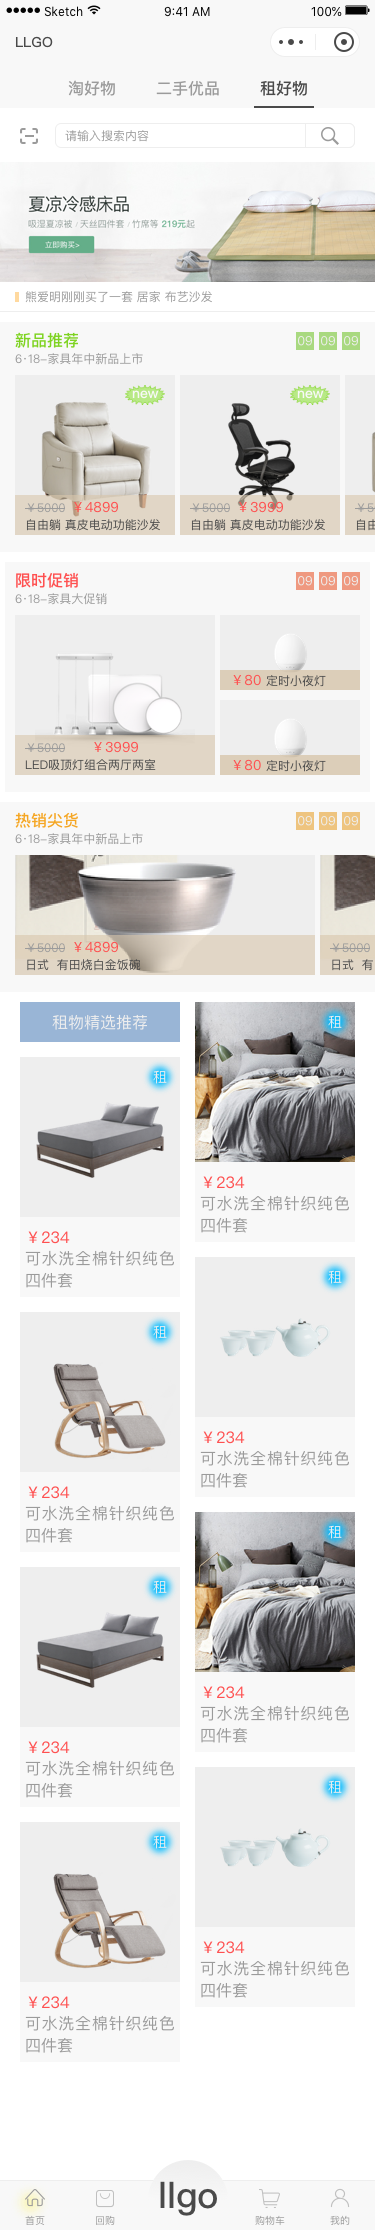 Sketch
9:41 AM
100%
LLGO
淘好物
二手优品
租好物
请输入搜索内容
夏凉冷感床品
吸湿夏凉被 / 天丝四件套 / 竹席等 219元起
立即购买>
熊爱明刚刚买了一套 居家 布艺沙发
新品推荐
09 09 09
6·18-家具年中新品上市
new
new
￥5000 ￥4899
自由躺 真皮电动功能沙发
￥5000 ￥3999
自由躺 真皮电动功能沙发
￥5
自由
限时促销
09 09 09
6·18-家具大促销
￥5000 ￥3999
LED吸顶灯组合两厅两室
￥80 定时小夜灯
￥80 定时小夜灯
热销尖货
09 09 09
6·18-家具年中新品上市
￥5000 ￥4899
日式 有田烧白金饭碗
￥5000
日式 有
租物精选推荐
租
￥234
可水洗全棉针织纯色
四件套
租
￥234
可水洗全棉针织纯色
四件套
租
￥234
可水洗全棉针织纯色
四件套
租
￥234
可水洗全棉针织纯色
四件套
租
￥234
可水洗全棉针织纯色
四件套
租
￥234
可水洗全棉针织纯色
四件套
租
￥234
可水洗全棉针织纯色
四件套
租
￥234
可水洗全棉针织纯色
四件套
首页
回购
llgo
购物车
我的